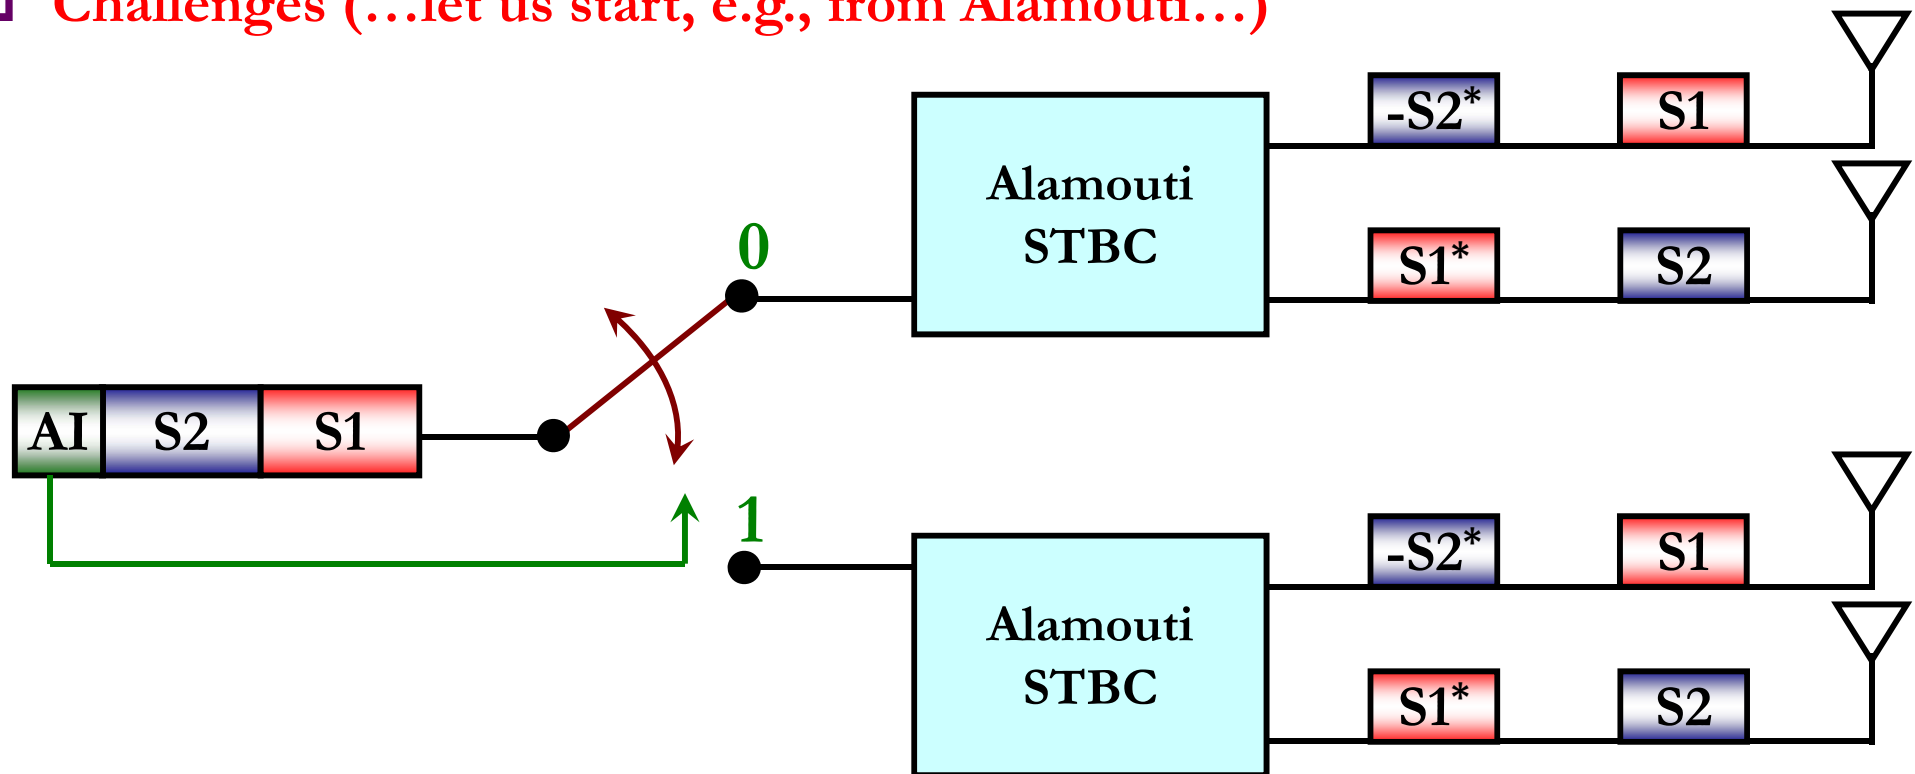 Challenges (…let us start, e.g., from Alamouti…)
-S2* S1
Alamouti
STBC
S1* S2
0
AI S2 S1
1
-S2* S1
Alamouti
STBC
S1* S2